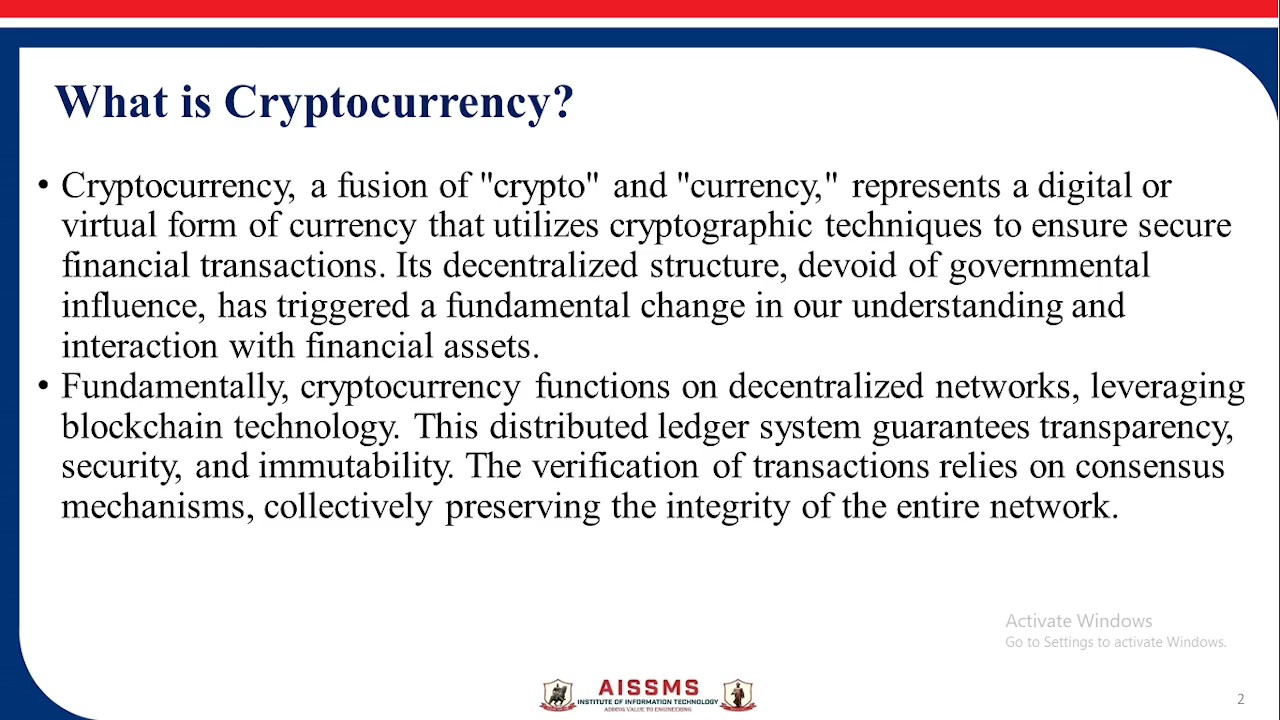 What is Cryptocurrency?
• Cryptocurrency, a fusion of "crypto" and "currency," represents a digital or
virtual form of currency that utilizes cryptographic techniques to ensure secure
financial transactions. Its decentralized structure, devoid of governmental
influence, has triggered a fundamental change in our understanding and
interaction with financial assets.
• Fundamentally, cryptocurrency functions on decentralized networks, leveraging
blockchain technology. This distributed ledger system guarantees transparency,
security, and immutability. The verification of transactions relies on consensus
mechanisms, collectively preserving the integrity of the entire network.
Activate Windows
Go to Settings to activate Windows.
AISSMS
INSTITUTE OF INFORMATION TECHNOLOGY
ADDING VALUE TO ENGINEERING
2